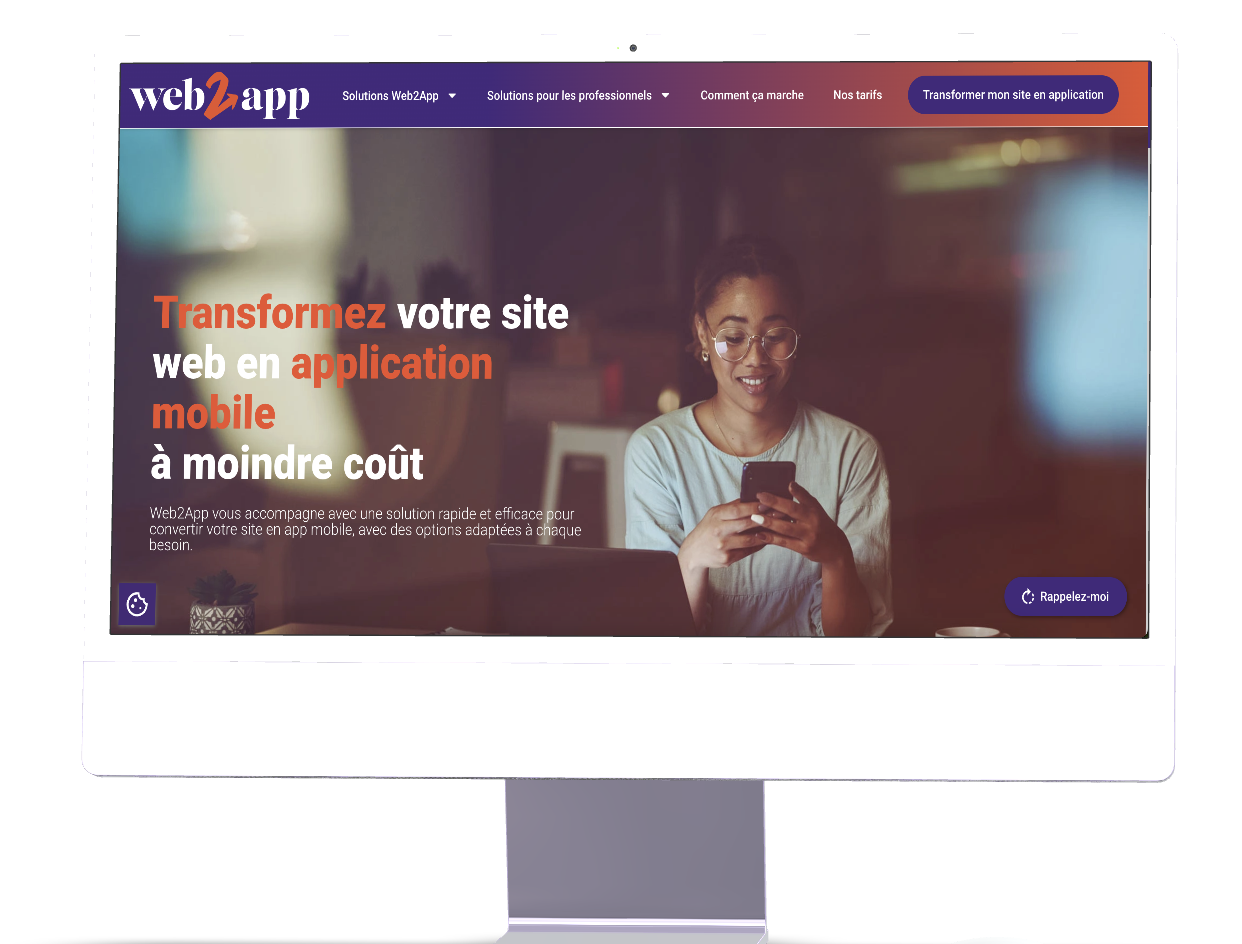 web2app
Solutions Web2App
Solutions pour les professionnels
Comment ça marche
Nos tarifs
Transformer mon site en application
Transformez votre site
web en application
mobile
à moindre coût
Web2App vous accompagne avec une solution rapide et efficace pour
convertir votre site en app mobile, avec des options adaptées à chaque
besoin.
Rappelez-moi